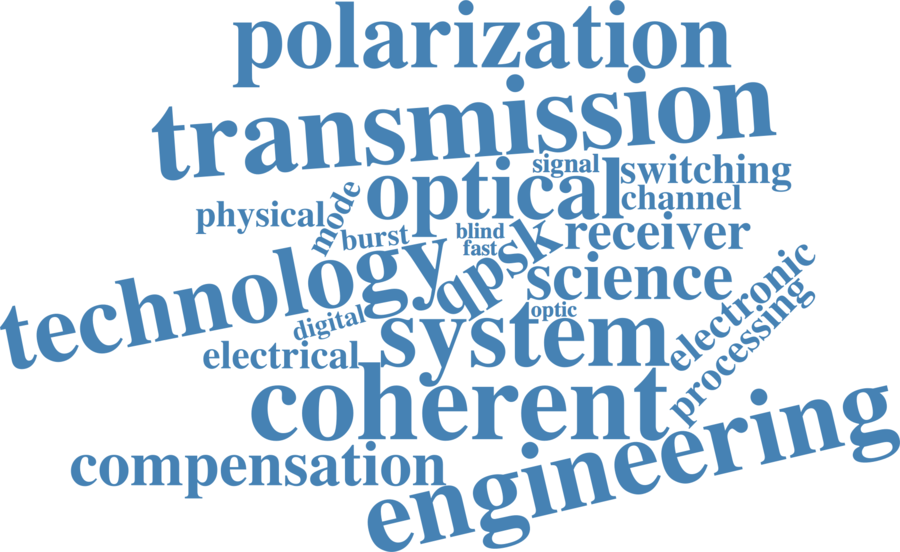 polarization
transmission
signal
switching
optical
channel
physical
mode
burst
blind
fast
qpsk
receiver
technology
science
electronic
digital
optic
system
electrical
processing
coherent
compensation
engineering